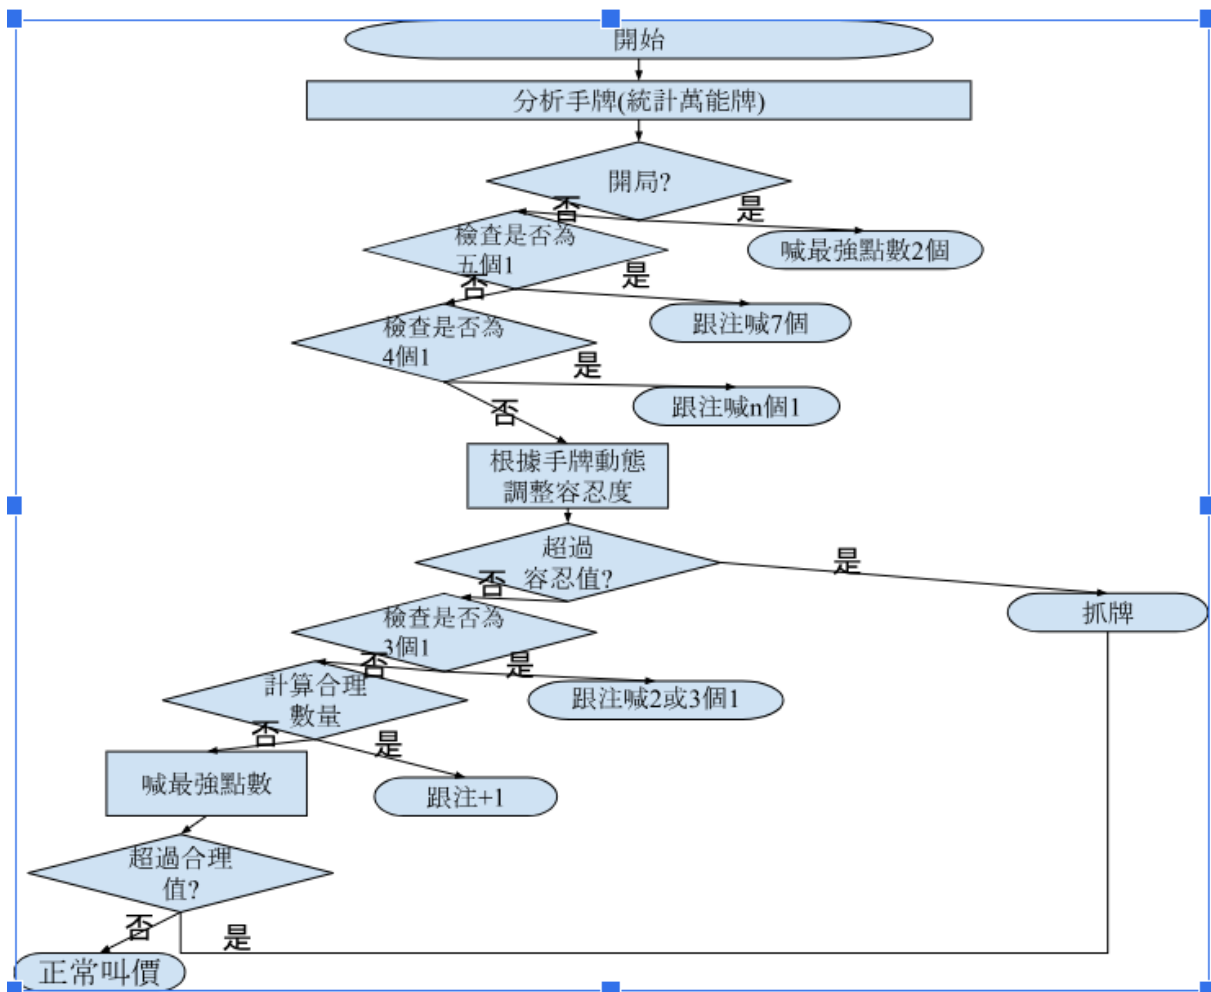 開始
分析手牌(統計萬能牌)
開局?
否
是
檢查是否為
五個1
喊最強點數2個
否
是
檢查是否為
4個1
跟注喊7個
是
否
跟注喊n個1
根據手牌動態
調整容忍度
超過
容忍值?
是
否
檢查是否為
3個1
抓牌
否
是
計算合理
數量
跟注喊2或3個1
否
是
喊最強點數
跟注+1
超過合理
值?
否
是
正常叫價